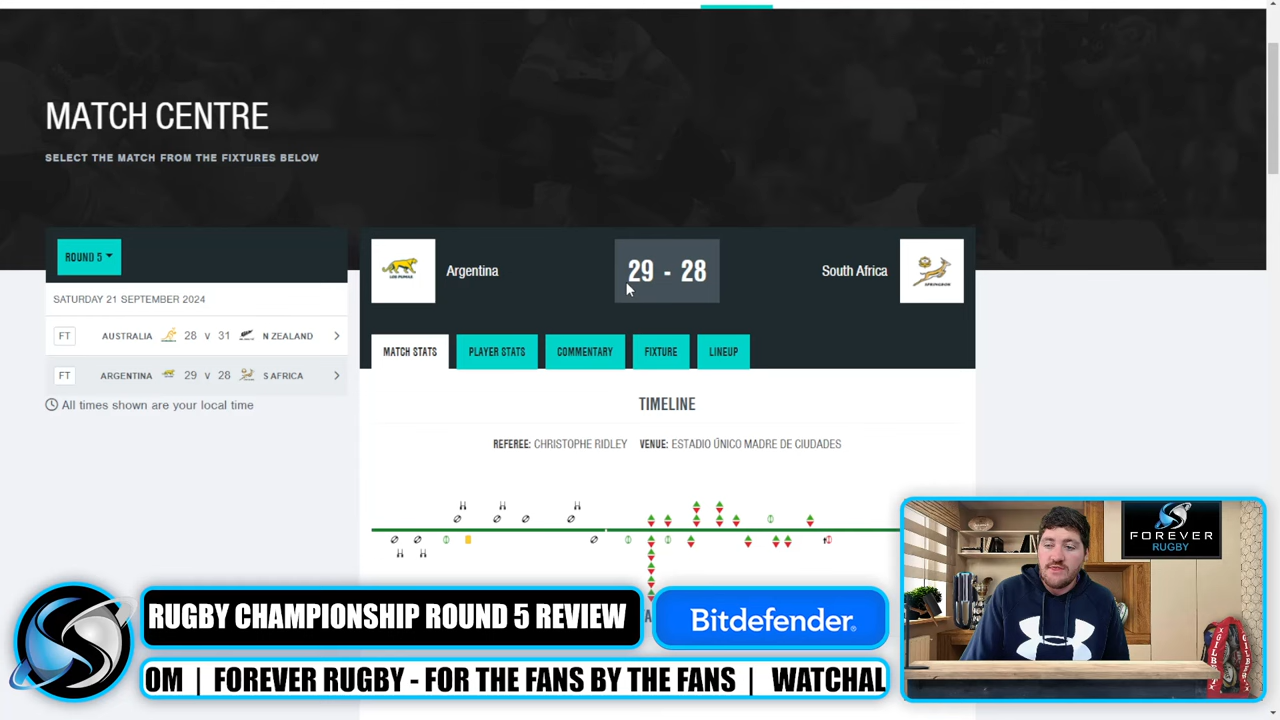 MATCH CENTRE
SELECT THE MATCH FROM THE FIXTURES BELOW
ROUND 5
SATURDAY 21 SEPTEMBER 2024
FT AUSTRALIA 28 v 31 N ZEALAND
FT ARGENTINA 29 v 28 S AFRICA
All times shown are your local time
LOS PUMAS
Argentina
29 - 28
South Africa
SPRINGBOK
MATCH STATS
PLAYER STATS
COMMENTARY
FIXTURE
LINEUP
TIMELINE
REFEREE: CHRISTOPHE RIDLEY VENUE: ESTADIO ÚNICO MADRE DE CIUDADES
FOREVER
RUGBY
RUGBY CHAMPIONSHIP ROUND 5 REVIEW
Bitdefender.
OM | FOREVER RUGBY - FOR THE FANS BY THE FANS | WATCHAL